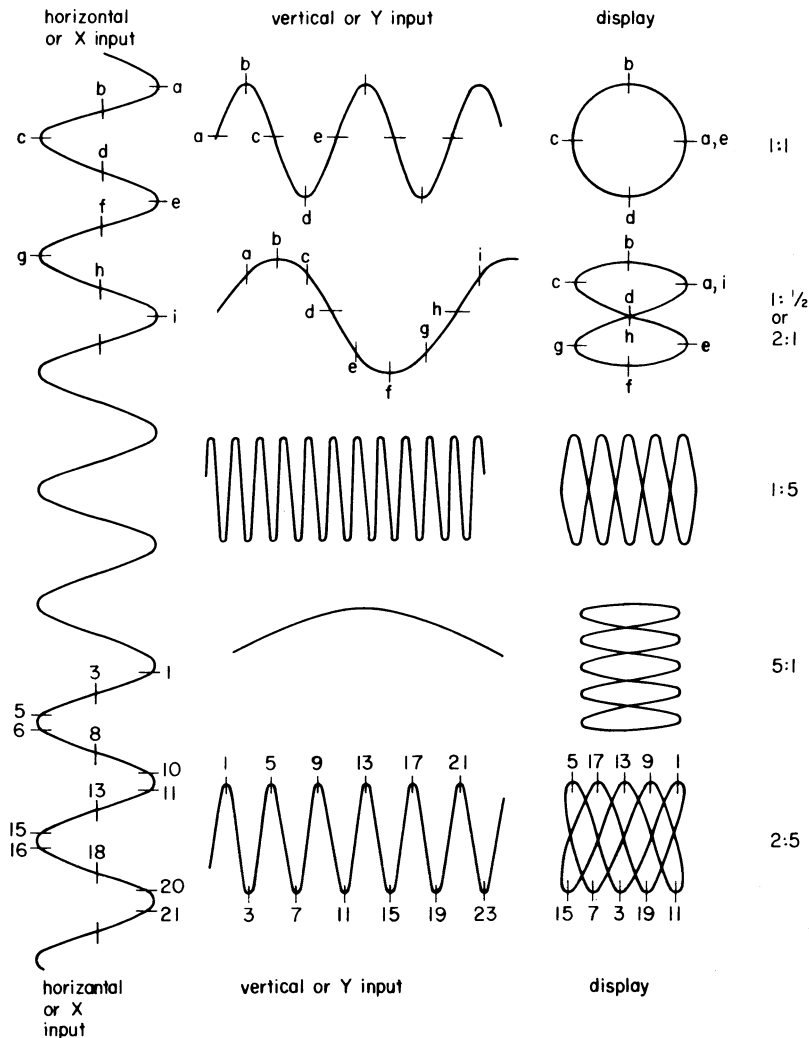 horizontal
or X input
vertical or Y input
display
a
b
c
d
e
f
g
h
i
b
a
c
e
d
b
c
a,e
d
1:1
a
b
c
d
e
f
g
h
i
b
c
a,i
d
h
g
e
f
1: 1/2
or
2:1
1:5
5:1
3
1
5
6
8
10
11
13
15
16
18
20
21
1 5 9 13 17 21
3 7 11 15 19 23
5 17 13 9 1
15 7 3 19 11
2:5
horizantal
or X
input
vertical or Y input
display